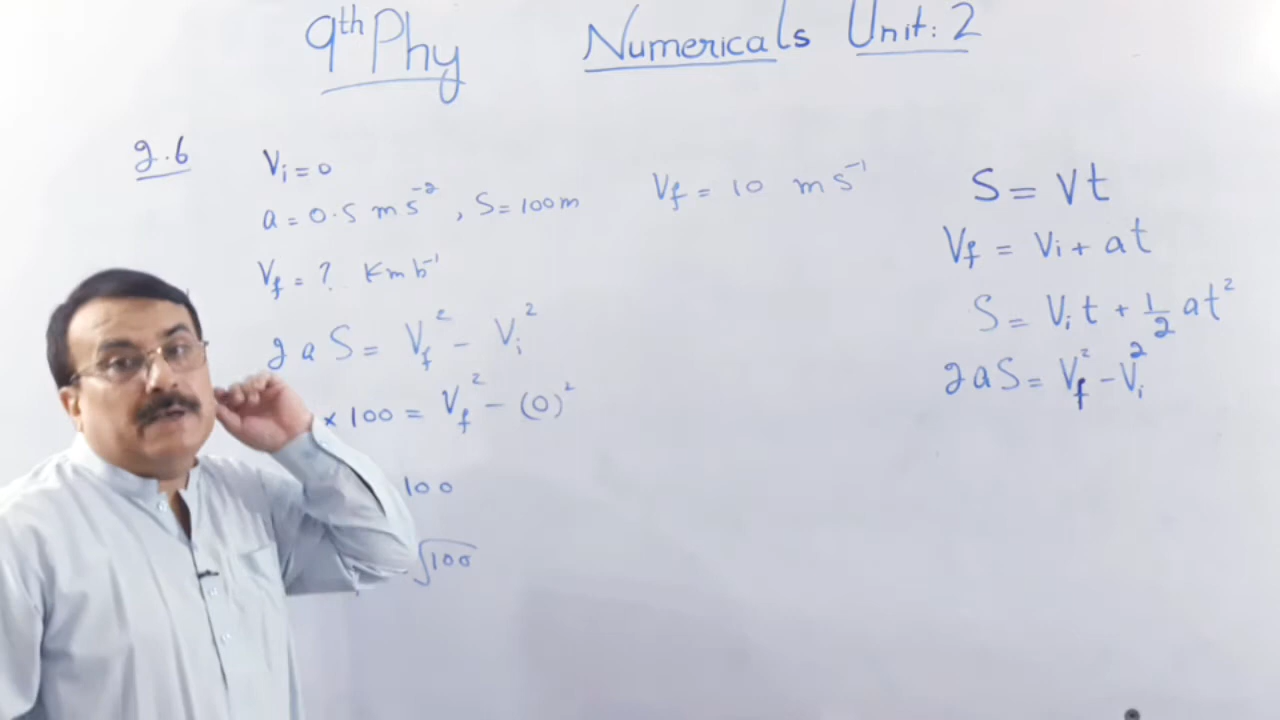 9th Phy Numericals Unit: 2
2.6 Vi = 0
a = 0.5 ms⁻², S = 100m
Vf = ? Kmh⁻¹
2aS = Vf² - Vi²
× 100 = Vf² - (0)²
100
√100
Vf = 10 ms⁻¹
S = Vt
Vf = Vi + at
S = Vit + 1/2 at²
2aS = Vf² - Vi²